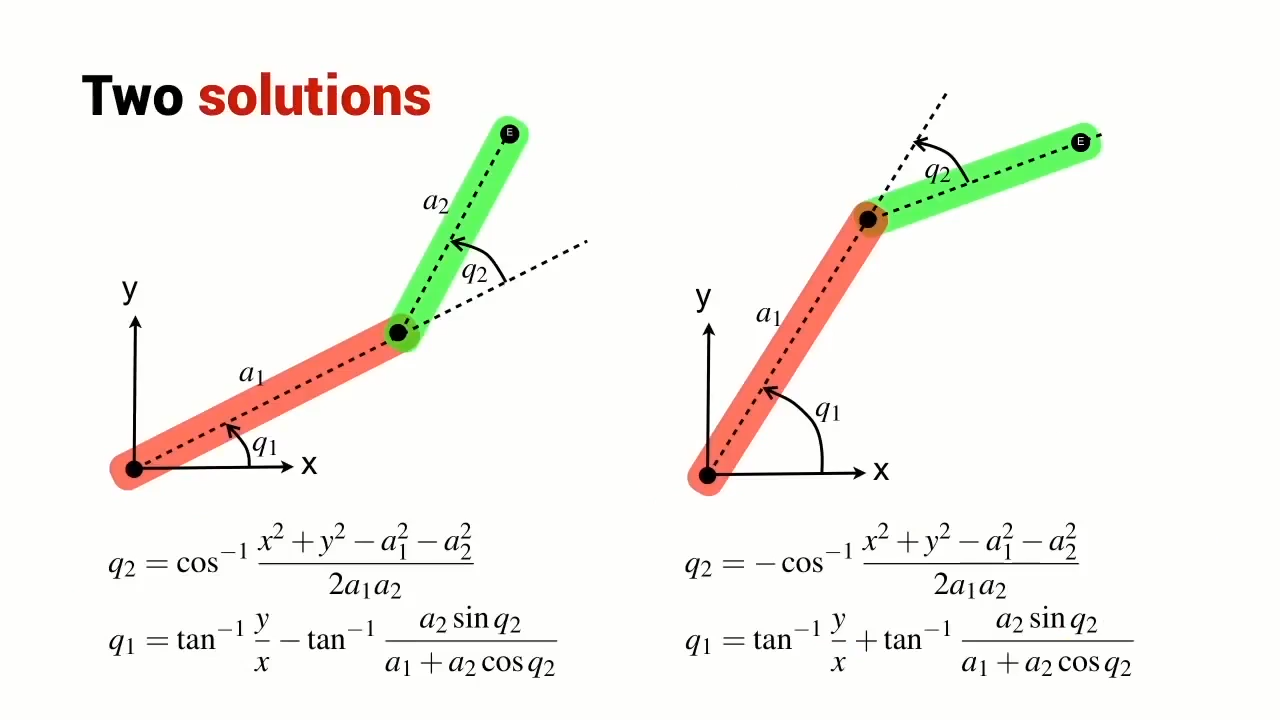 Two solutions
E
a₂
q₂
y
a₁
q₁
x
q₂ = cos⁻¹ (x² + y² − a₁² − a₂²) / (2a₁a₂)
q₁ = tan⁻¹ y/x − tan⁻¹ (a₂ sin q₂) / (a₁ + a₂ cos q₂)
E
q₂
y
a₁
q₁
x
q₂ = − cos⁻¹ (x² + y² − a₁² − a₂²) / (2a₁a₂)
q₁ = tan⁻¹ y/x + tan⁻¹ (a₂ sin q₂) / (a₁ + a₂ cos q₂)